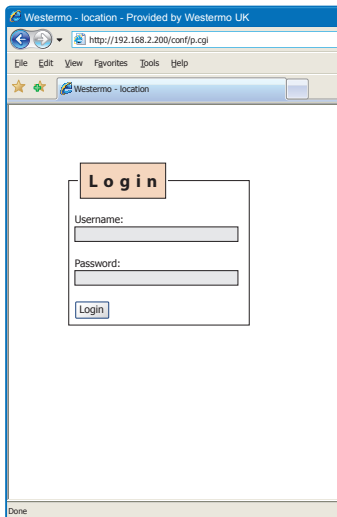 Westermo - location - Provided by Westermo UK
http://192.168.2.200/conf/p.cgi
File Edit View Favorites Tools Help
Westermo - location
Login
Username:
Password:
Login
Done